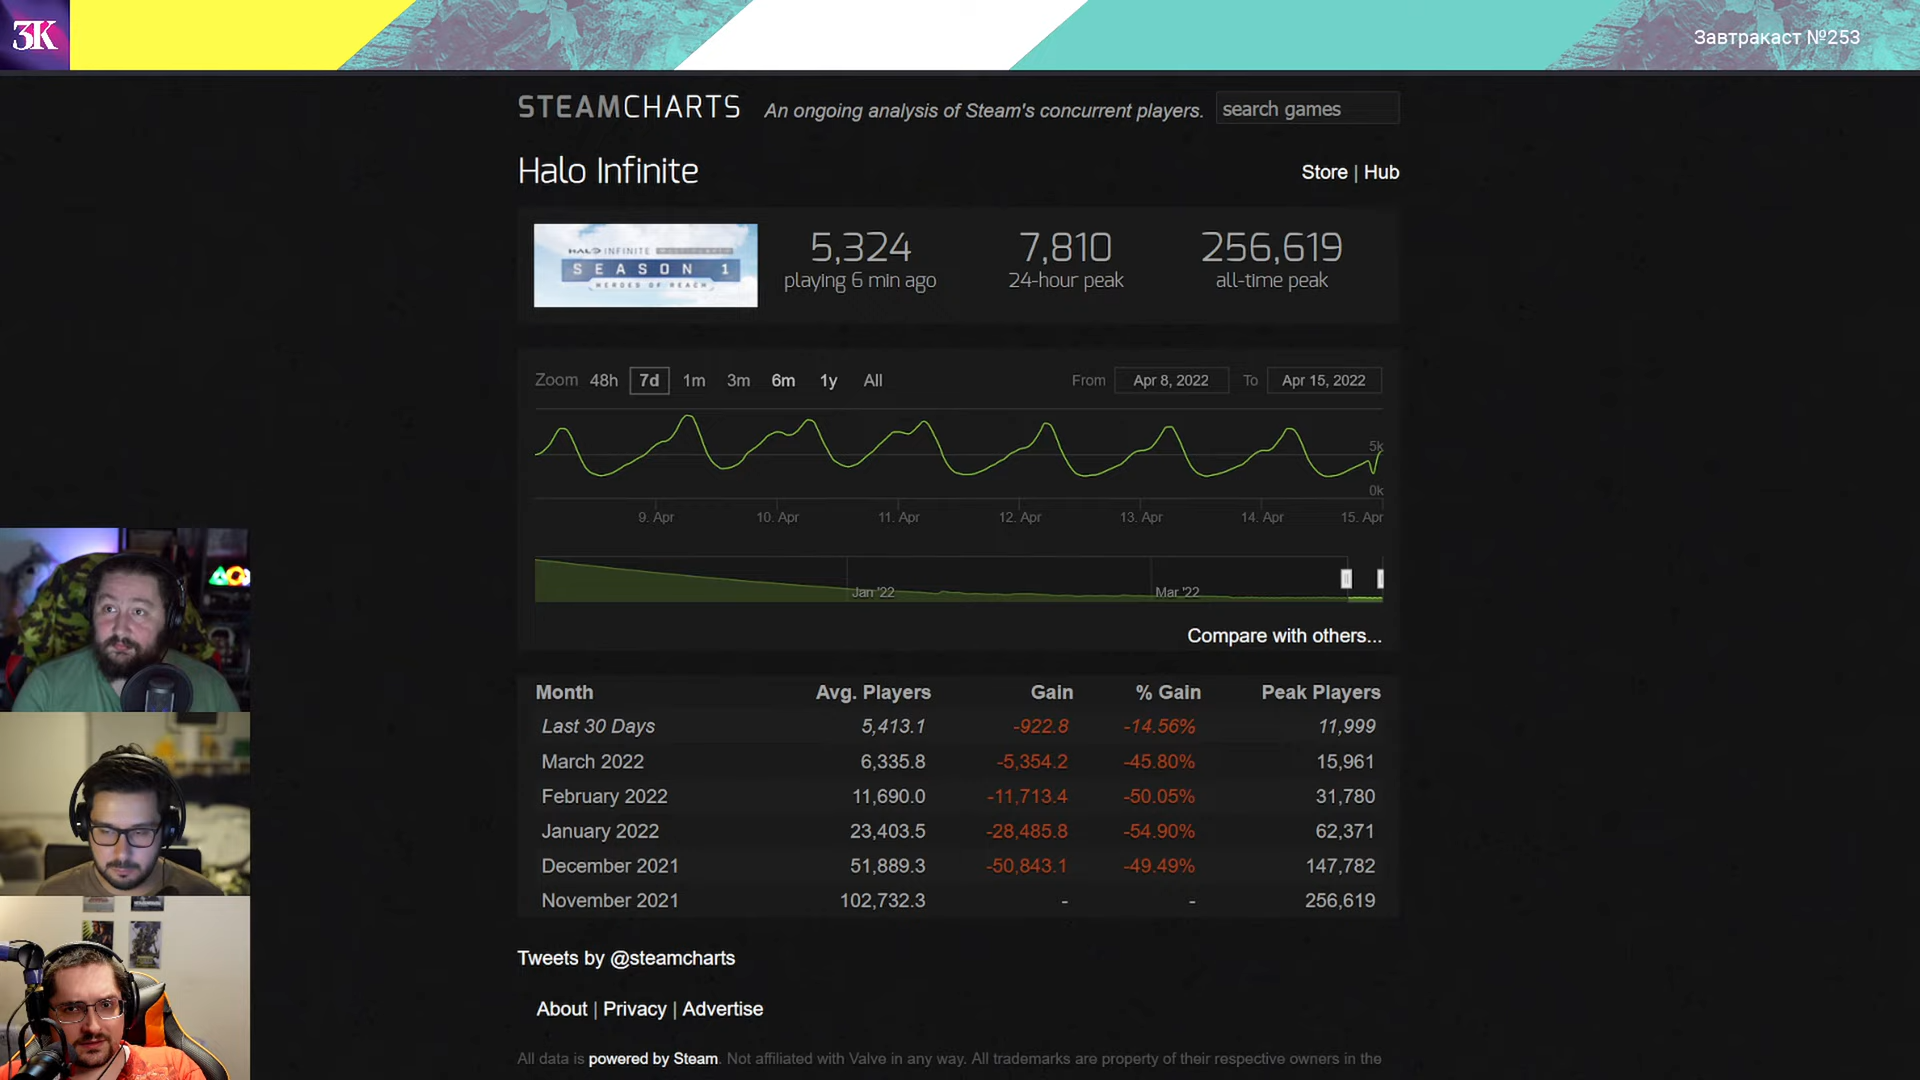 3K
Завтракаст №253
STEAMCHARTS An ongoing analysis of Steam's concurrent players. search games
Halo Infinite Store | Hub
HALO INFINITE
SEASON 1
HEROES OF REACH
5,324 7,810 256,619
playing 6 min ago 24-hour peak all-time peak
Zoom 48h 7d 1m 3m 6m 1y All From Apr 8, 2022 To Apr 15, 2022
5k
0k
9. Apr 10. Apr 11. Apr 12. Apr 13. Apr 14. Apr 15. Apr
Jan '22 Mar '22
Compare with others...
Month Avg. Players Gain % Gain Peak Players
Last 30 Days 5,413.1 -922.8 -14.56% 11,999
March 2022 6,335.8 -5,354.2 -45.80% 15,961
February 2022 11,690.0 -11,713.4 -50.05% 31,780
January 2022 23,403.5 -28,485.8 -54.90% 62,371
December 2021 51,889.3 -50,843.1 -49.49% 147,782
November 2021 102,732.3 - - 256,619
Tweets by @steamcharts
About | Privacy | Advertise
All data is powered by Steam. Not affiliated with Valve in any way. All trademarks are property of their respective owners in the